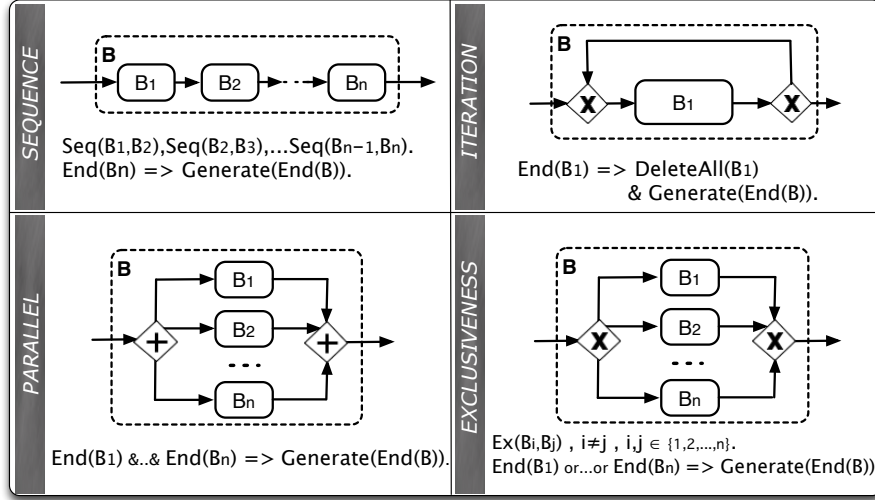 SEQUENCE
B
B1
B2
Bn
Seq(B1,B2),Seq(B2,B3),...Seq(Bn-1,Bn).
End(Bn) => Generate(End(B)).
ITERATION
B
X
B1
X
End(B1) => DeleteAll(B1)
& Generate(End(B)).
PARALLEL
B
B1
+
B2
+
Bn
End(B1) &..& End(Bn) => Generate(End(B)).
EXCLUSIVENESS
B
B1
X
B2
X
Bn
Ex(Bi,Bj) , i≠j , i,j ∈ {1,2,...,n}.
End(B1) or...or End(Bn) => Generate(End(B))